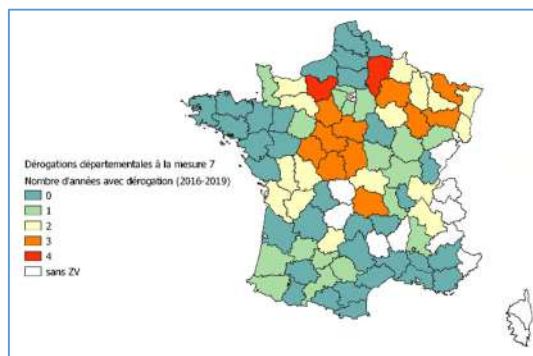 Dérogations départementales à la mesure 7
Nombre d'années avec dérogation (2016-2019)
0
1
2
3
4
sans ZV